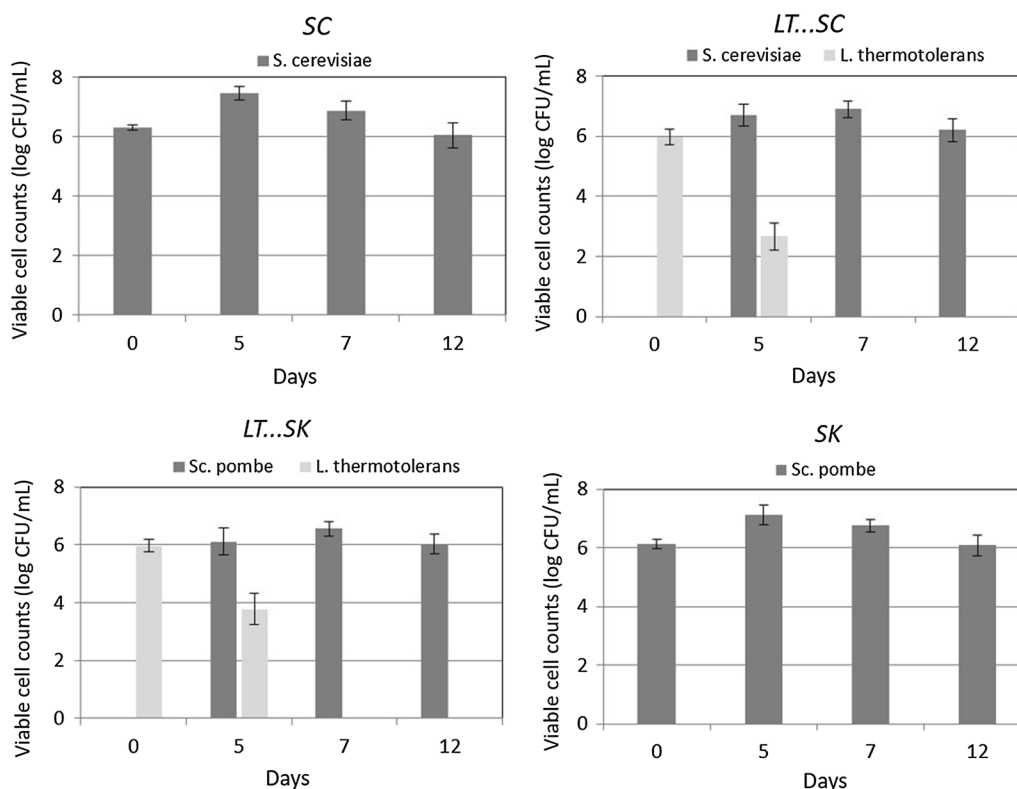 SC
S. cerevisiae
Viable cell counts (log CFU/mL)
8
6
4
2
0
0 5 7 12
Days
LT...SC
S. cerevisiae L. thermotolerans
Viable cell counts (log CFU/mL)
8
6
4
2
0
0 5 7 12
Days
LT...SK
Sc. pombe L. thermotolerans
Viable cell counts (log CFU/mL)
8
6
4
2
0
0 5 7 12
Days
SK
Sc. pombe
Viable cell counts (log CFU/mL)
8
6
4
2
0
0 5 7 12
Days